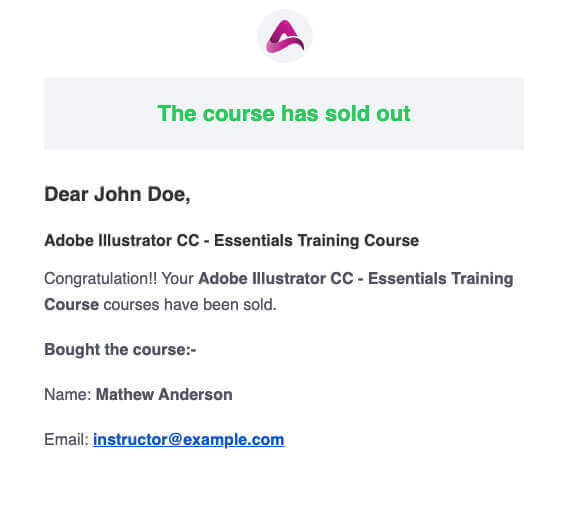 The course has sold out
Dear John Doe,
Adobe Illustrator CC - Essentials Training Course
Congratulation!! Your Adobe Illustrator CC - Essentials Training
Course courses have been sold.
Bought the course:-
Name: Mathew Anderson
Email: instructor@example.com